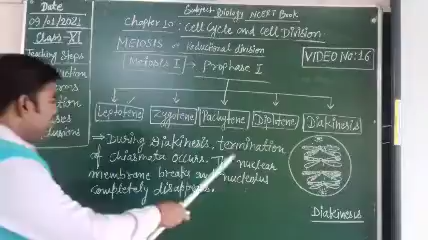 Date
09/01/2021
Class-XI
Teaching Steps
Subject: Biology NCERT Book
Chapter 10: Cell Cycle and Cell Division
MEIOSIS or Reductional division
Meiosis I → Prophase I
VIDEO No: 16
Leptotene Zygotene Pachytene Diplotene Diakinesis
⇒ During Diakinesis, termination
of chiasmata occurs. The nuclear
membrane breaks and nucleolus
completely disappears.
Diakinesis